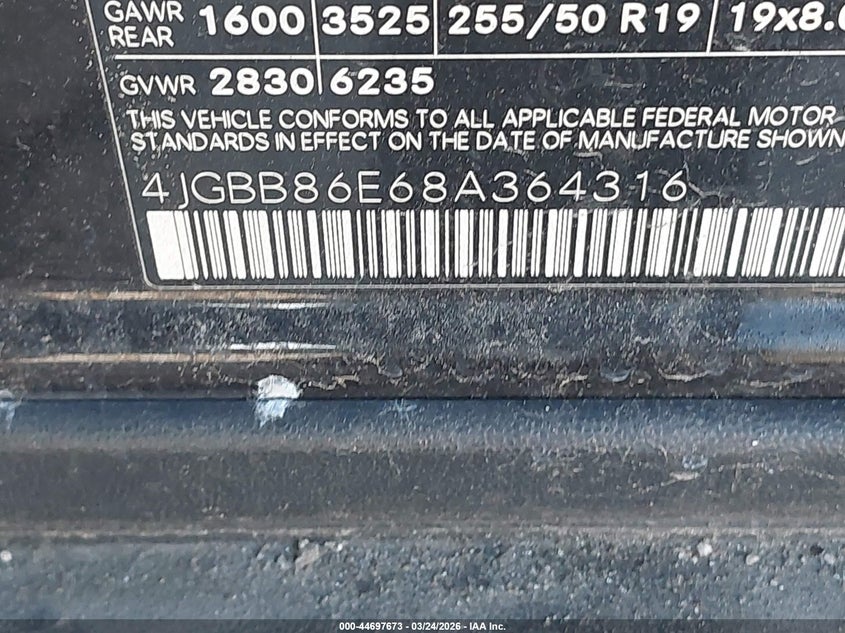 GAWR REAR 1600 3525 255/50 R19 19x8.
GVWR 2830 6235
THIS VEHICLE CONFORMS TO ALL APPLICABLE FEDERAL MOTOR
STANDARDS IN EFFECT ON THE DATE OF MANUFACTURE SHOWN
4JGBB86E68A364316
000-44697673 - 03/24/2026 - IAA Inc.